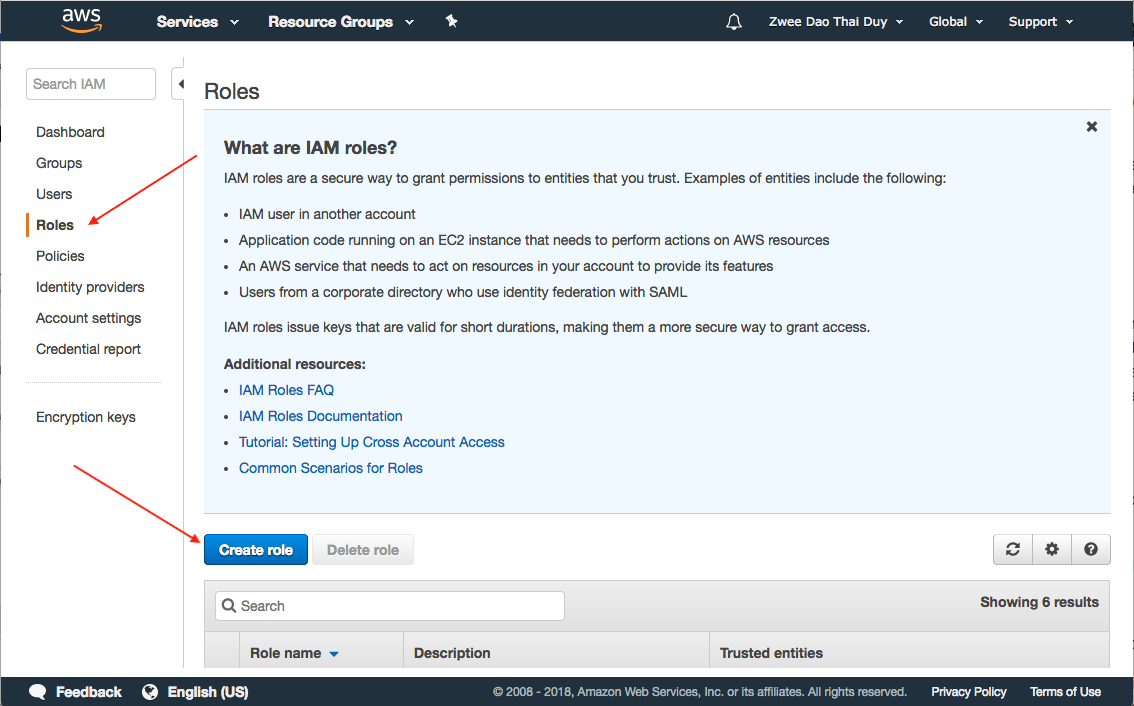 aws Services Resource Groups Zwee Dao Thai Duy Global Support
Search IAM
Dashboard
Groups
Users
Roles
Policies
Identity providers
Account settings
Credential report
Encryption keys
Roles
What are IAM roles?
IAM roles are a secure way to grant permissions to entities that you trust. Examples of entities include the following:
• IAM user in another account
• Application code running on an EC2 instance that needs to perform actions on AWS resources
• An AWS service that needs to act on resources in your account to provide its features
• Users from a corporate directory who use identity federation with SAML
IAM roles issue keys that are valid for short durations, making them a more secure way to grant access.
Additional resources:
• IAM Roles FAQ
• IAM Roles Documentation
• Tutorial: Setting Up Cross Account Access
• Common Scenarios for Roles
Create role Delete role
Search Showing 6 results
Role name Description Trusted entities
Feedback English (US) © 2008 - 2018, Amazon Web Services, Inc. or its affiliates. All rights reserved. Privacy Policy Terms of Use